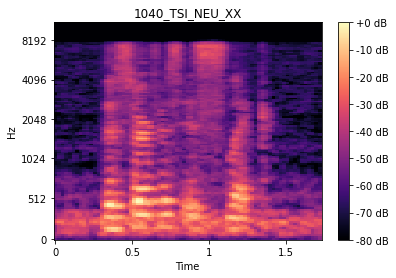 1040_TSI_NEU_XX
+0 dB
8192
-10 dB
4096
-20 dB
-30 dB
2048
Hz
-40 dB
1024
-50 dB
512
-60 dB
-70 dB
0
-80 dB
0
0.5
1
1.5
Time